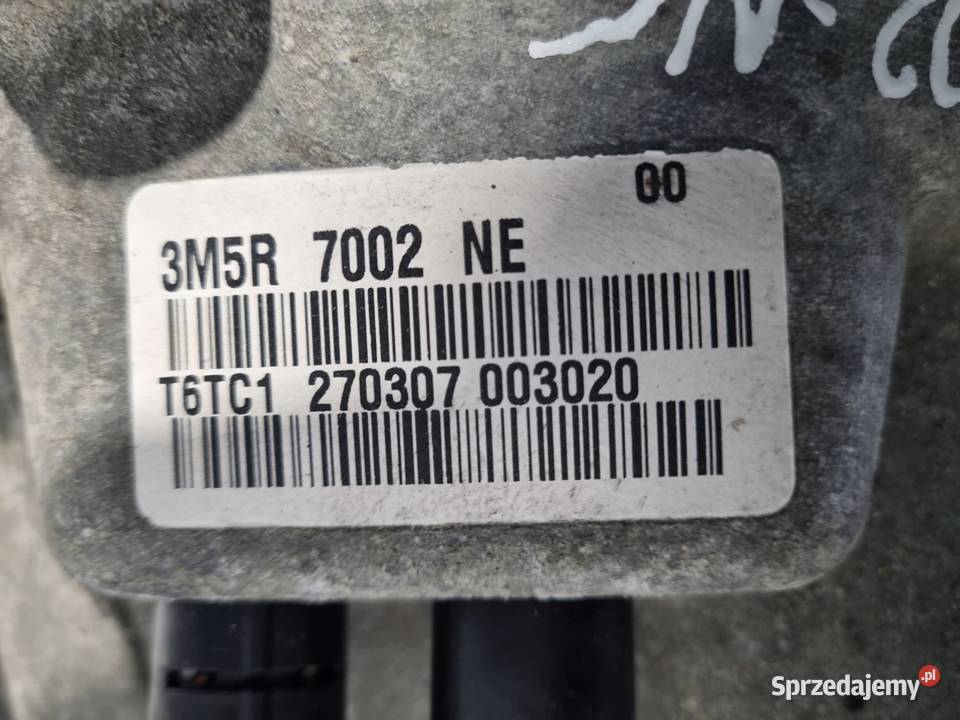 00
3M5R 7002 NE
T6TC1 270307 003020
Sprzedajemy.pl